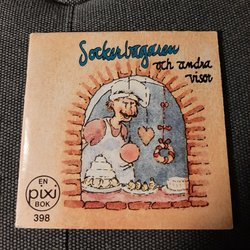 Sockerbagaren
och andra
visor
EN
pixi
BOK
398